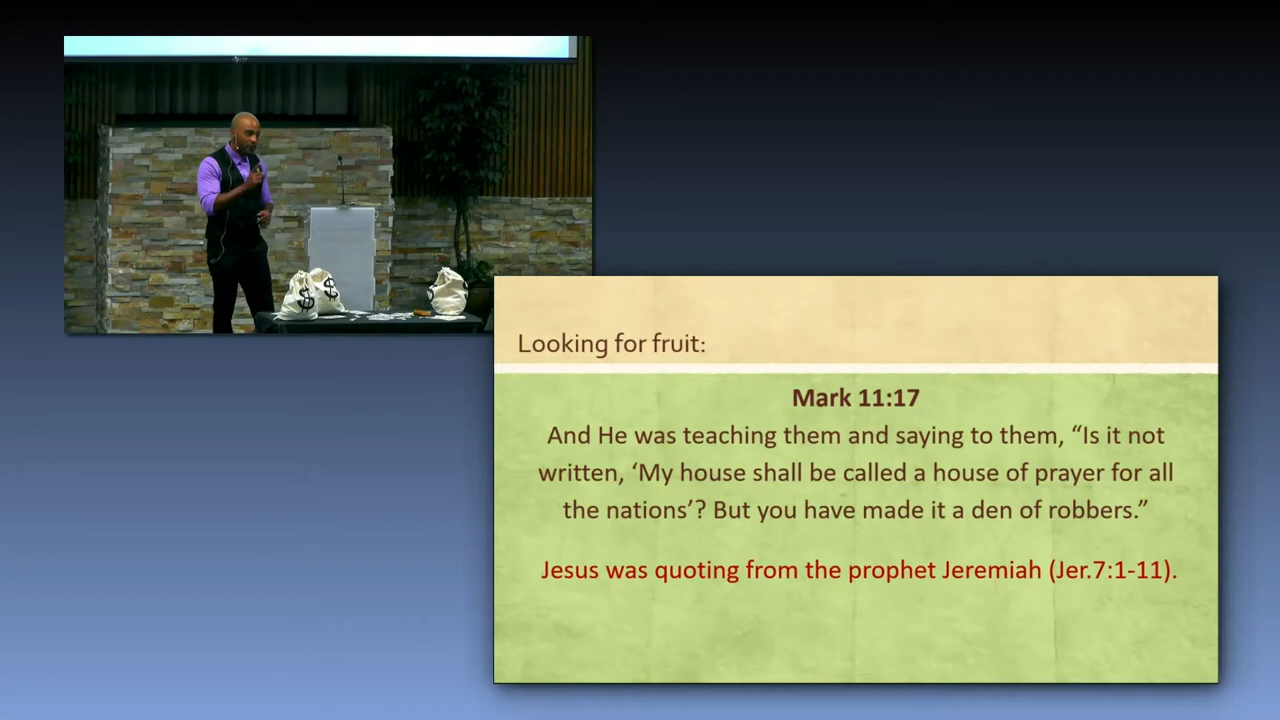 $
$
Looking for fruit:
Mark 11:17
And He was teaching them and saying to them, “Is it not
written, ‘My house shall be called a house of prayer for all
the nations’? But you have made it a den of robbers.”
Jesus was quoting from the prophet Jeremiah (Jer.7:1-11).